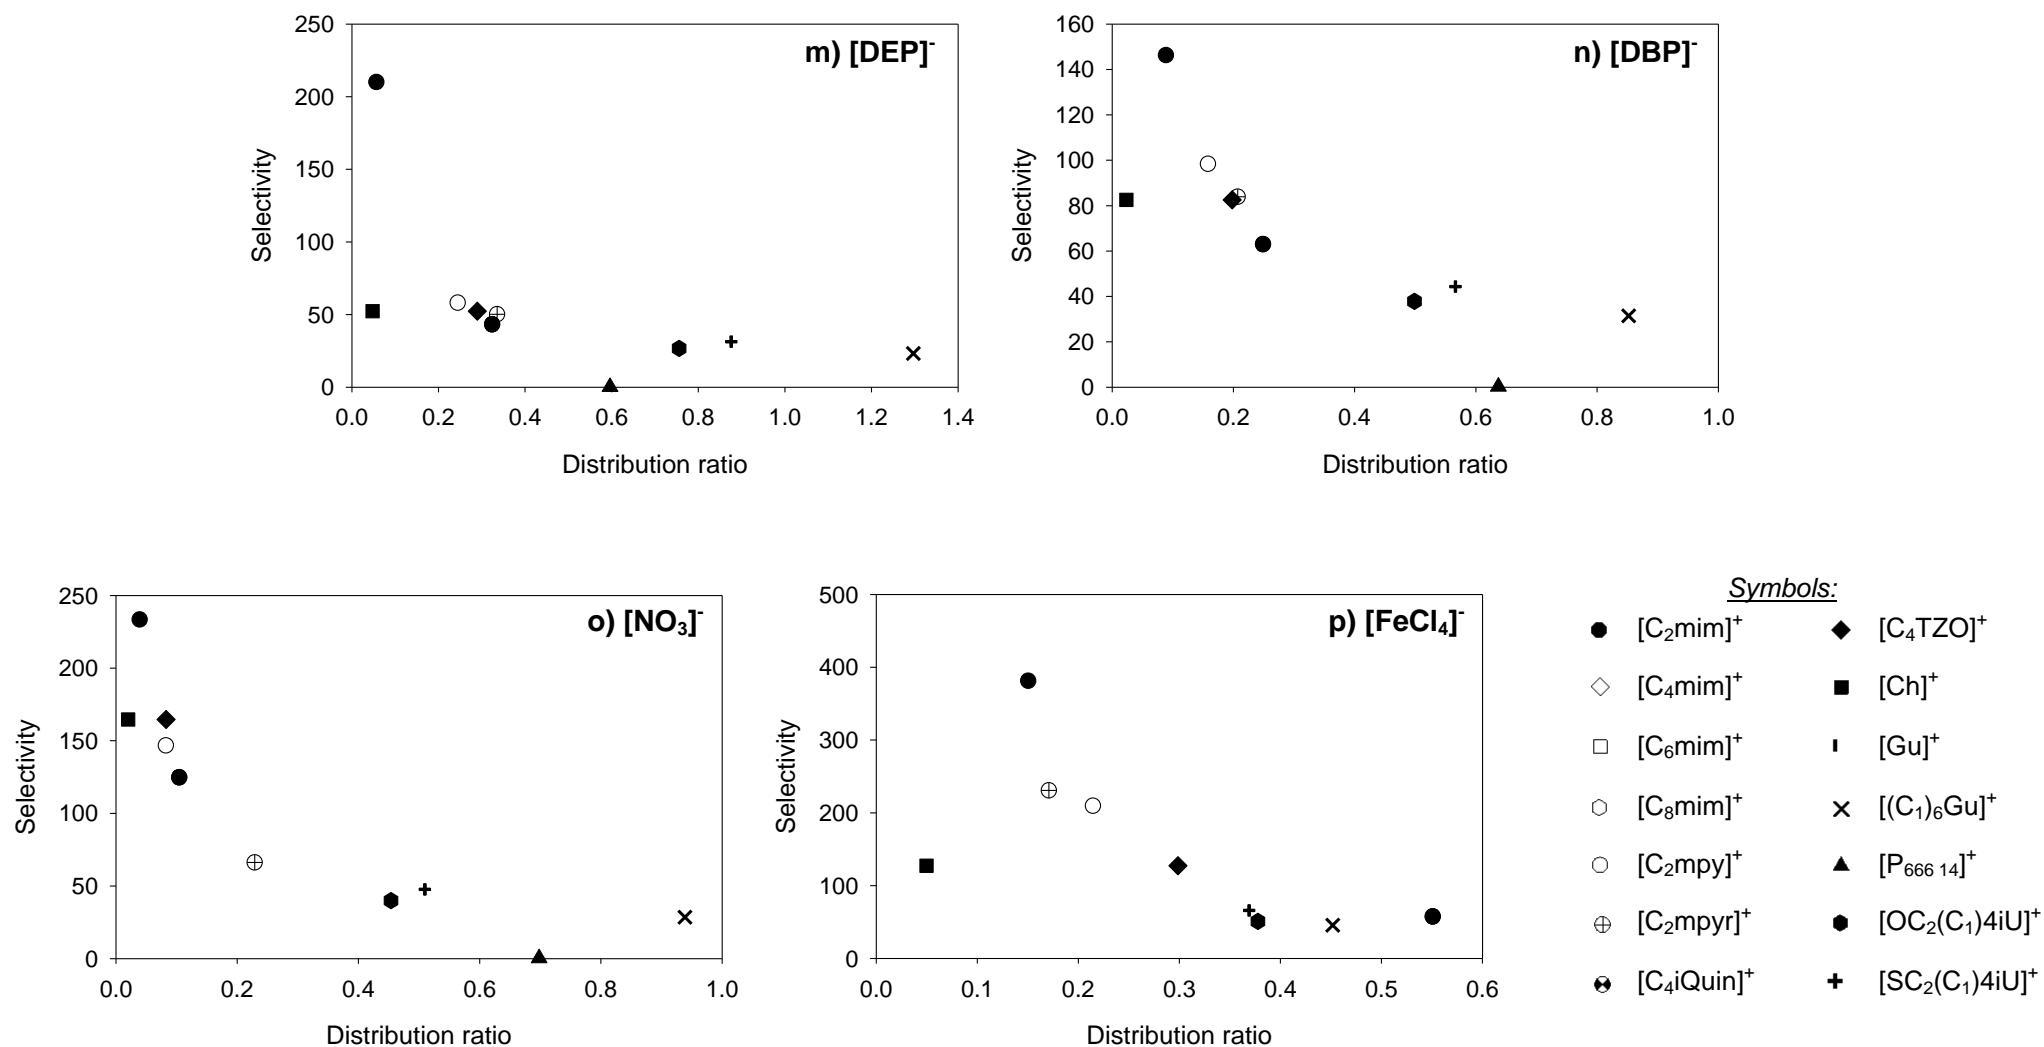 m) [DEP]-
250
200
150
100
50
0
Selectivity
0.0 0.2 0.4 0.6 0.8 1.0 1.2 1.4
Distribution ratio
n) [DBP]-
160
140
120
100
80
60
40
20
0
Selectivity
0.0 0.2 0.4 0.6 0.8 1.0
Distribution ratio
o) [NO3]-
250
200
150
100
50
0
Selectivity
0.0 0.2 0.4 0.6 0.8 1.0
Distribution ratio
p) [FeCl4]-
500
400
300
200
100
0
Selectivity
0.0 0.1 0.2 0.3 0.4 0.5 0.6
Distribution ratio
Symbols:
[C2mim]+
[C4mim]+
[C6mim]+
[C8mim]+
[C2mpy]+
[C2mpyr]+
[C4iQuin]+
[C4TZO]+
[Ch]+
[Gu]+
[(C1)6Gu]+
[P666 14]+
[OC2(C1)4iU]+
[SC2(C1)4iU]+